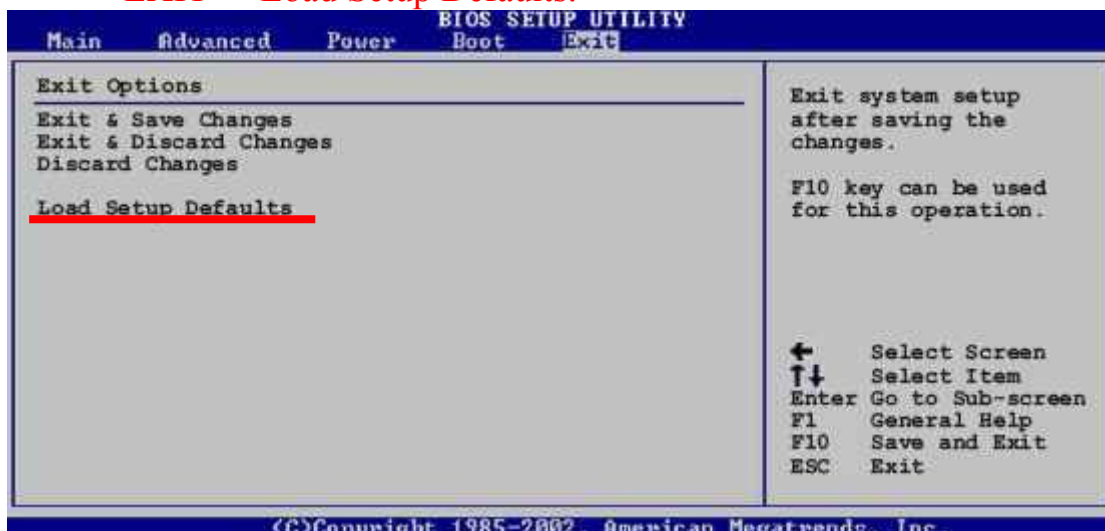 Load Setup Defaults.
BIOS SETUP UTILITY
Main Advanced Power Boot Exit
Exit Options
Exit & Save Changes
Exit & Discard Changes
Discard Changes
Load Setup Defaults
Exit system setup
after saving the
changes.
F10 key can be used
for this operation.
← Select Screen
↑↓ Select Item
Enter Go to Sub-screen
F1 General Help
F10 Save and Exit
ESC Exit
(C)Copyright 1985-2002, American Megatrends, Inc.